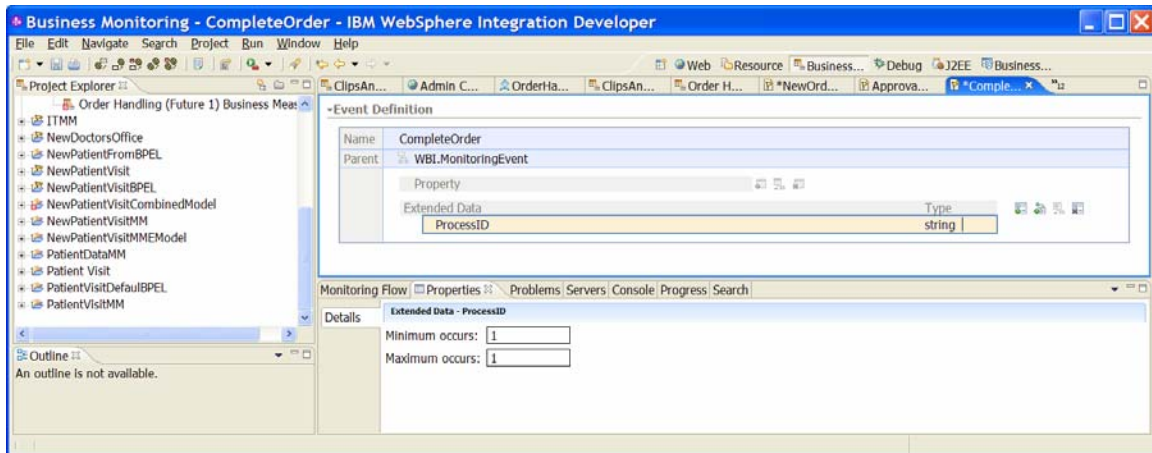 Business Monitoring - CompleteOrder - IBM WebSphere Integration Developer
File Edit Navigate Search Project Run Window Help
Web Resource Business... Debug J2EE Business...
Project Explorer
ClipsAn... Admin C... OrderHa... ClipsAn... Order H... *NewOrd... Approva... *Comple... 12
Order Handling (Future 1) Business Meas
ITMM
NewDoctorsOffice
NewPatientFromBPEL
NewPatientVisit
NewPatientVisitBPEL
NewPatientVisitCombinedModel
NewPatientVisitMM
NewPatientVisitMMEModel
PatientDataMM
Patient Visit
PatientVisitDefaulBPEL
PatientVisitMM
Event Definition
Name CompleteOrder
Parent WBI.MonitoringEvent
Property
Extended Data Type
ProcessID string
Monitoring Flow Properties Problems Servers Console Progress Search
Details
Extended Data - ProcessID
Minimum occurs: 1
Maximum occurs: 1
Outline
An outline is not available.